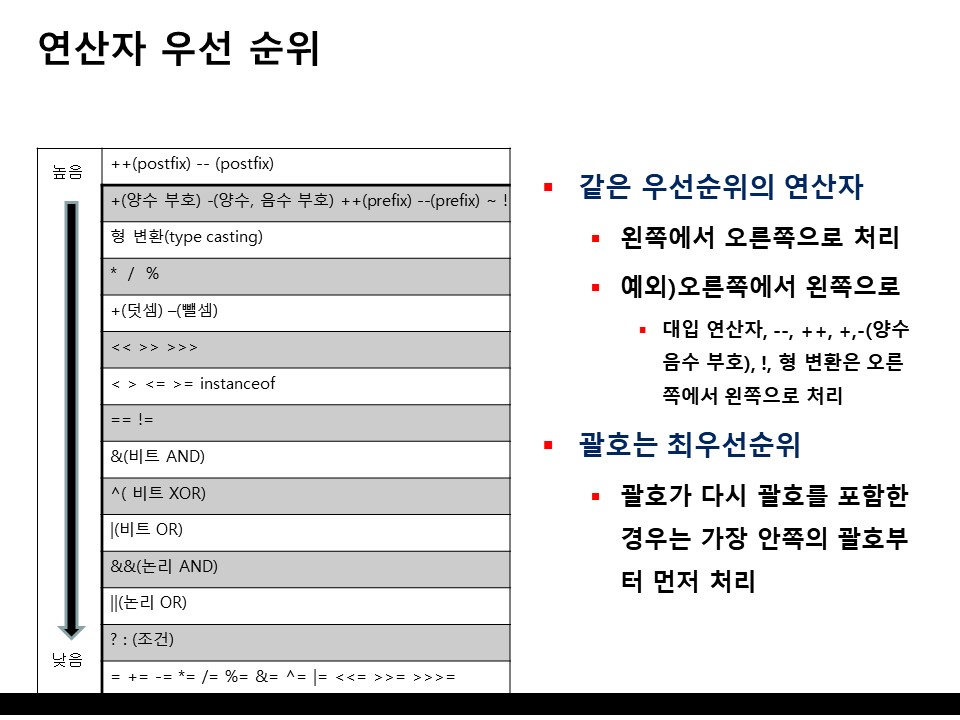 연산자 우선 순위
높음
++(postfix) -- (postfix)
+(양수 부호) -(양수, 음수 부호) ++(prefix) --(prefix) ~ !
형 변환(type casting)
* / %
+(덧셈) –(뺄셈)
<< >> >>>
< > <= >= instanceof
== !=
&(비트 AND)
^( 비트 XOR)
|(비트 OR)
&&(논리 AND)
||(논리 OR)
? : (조건)
= += -= *= /= %= &= ^= |= <<= >>= >>>=
낮음
▪ 같은 우선순위의 연산자
▪ 왼쪽에서 오른쪽으로 처리
▪ 예외)오른쪽에서 왼쪽으로
▪ 대입 연산자, --, ++, +,-(양수
음수 부호), !, 형 변환은 오른
쪽에서 왼쪽으로 처리
▪ 괄호는 최우선순위
▪ 괄호가 다시 괄호를 포함한
경우는 가장 안쪽의 괄호부
터 먼저 처리